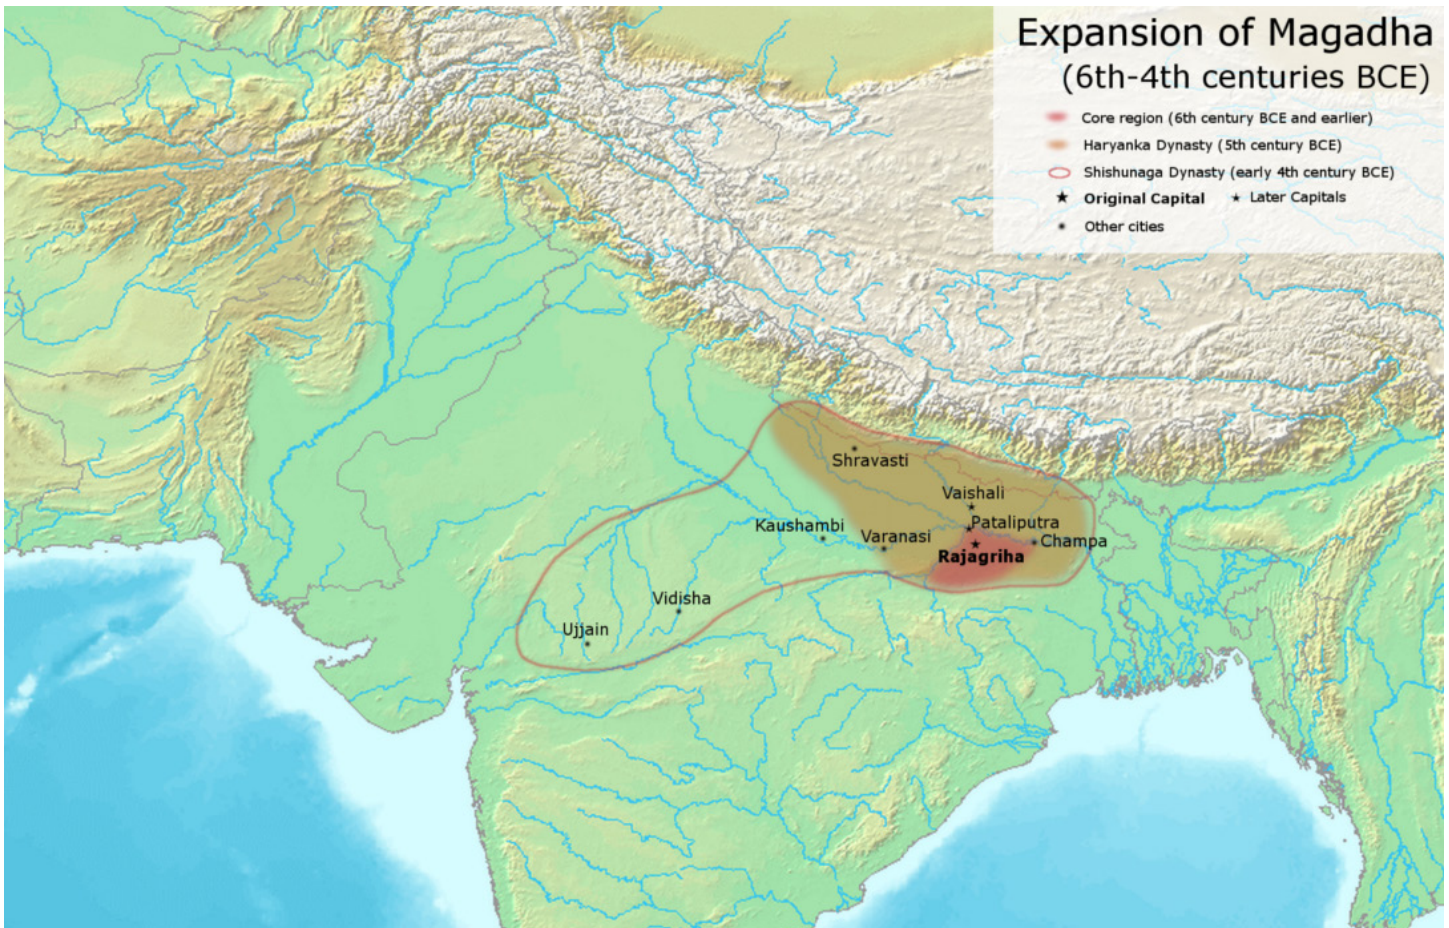 Expansion of Magadha
(6th-4th centuries BCE)
Core region (6th century BCE and earlier)
Haryanka Dynasty (5th century BCE)
Shishunaga Dynasty (early 4th century BCE)
Original Capital
Later Capitals
Other cities
Shravasti
Vaishali
Pataliputra
Kaushambi
Varanasi
Champa
Rajagriha
Vidisha
Ujjain